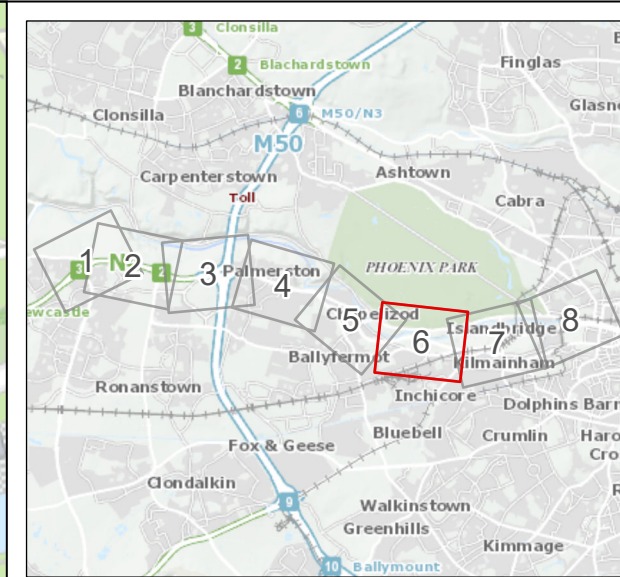 3 Clonsilla
2 Blachardstown
Finglas
Blanchardstown
6 M50/N3
Clonsilla
Glasn
M50
Carpenterstown
Ashtown
Toll
Cabra
1
3 N
2
2
3
Palmerston
4
PHOENIX PARK
5
Chapelizod
6
Islandbridge
7
8
ewcastle
Ballyfermot
Kilmainham
Ronanstown
Inchicore
Dolphins Barr
Bluebell
Crumlin
Haro
Cro
Fox & Geese
Clondalkin
9
Walkinstown
Greenhills
Kimmage
10 Ballymount